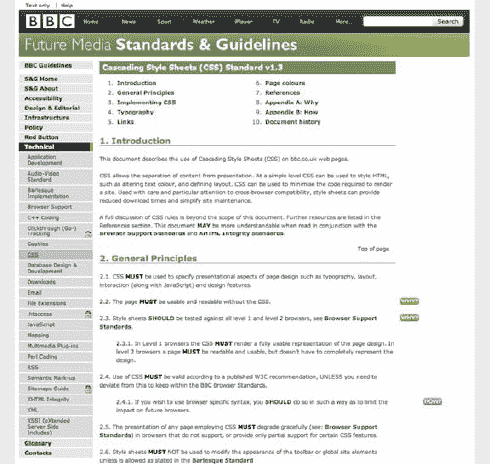 Text only | Help
BBC Home News Sport Weather iPlayer TV Radio More... Search
Future Media Standards & Guidelines
BBC Guidelines
S&G Home
S&G About
Accessibility
Design & Editorial
Infrastructure
Policy
Red Button
Technical
Application
Development
Audio-Video
Standard
Barlesque
Implementation
Browser Support
C++ Coding
Clickthrough (Go-)
Tracking
Cookies
CSS
Database Design &
Development
Downloads
Email
File Extensions
JavaScript
Mapping
Multimedia Plug-ins
Perl Coding
RSS
Semantic Mark-up
Sitemaps Guide
XHTML Integrity
XML
XSSI (eXtended
Server Side
Includes)
Glossary
Contacts
Cascading Style Sheets (CSS) Standard v1.3
1. Introduction
2. General Principles
3. Implementing CSS
4. Typography
5. Links
6. Page colours
7. References
8. Appendix A: Why
9. Appendix B: How
10. Document history
1. Introduction
This document describes the use of Cascading Style Sheets (CSS) on bbc.co.uk web pages.
CSS allows the separation of content from presentation. At a simple level CSS can be used to style HTML,
such as altering text colour, and defining layout. CSS can be used to minimise the code required to render
a site. Used with care and particular attention to cross-browser compatibility, style sheets can provide
reduced download times and simplify site maintenance.
A full discussion of CSS rules is beyond the scope of this document. Further resources are listed in the
References section. This document MAY be more understandable when read in conjunction with the
Browser Support Standards and XHTML Integrity Standards.
Top of page
2. General Principles
2.1. CSS MUST be used to specify presentational aspects of page design such as typography, layout,
interaction (along with JavaScript) and design features.
2.2. The page MUST be usable and readable without the CSS.
WHY?
2.3. Style sheets SHOULD be tested against all level 1 and level 2 browsers, see Browser Support
Standards.
WHY?
2.3.1. In Level 1 browsers the CSS MUST render a fully usable representation of the page design. In
level 2 browsers a page MUST be readable and usable, but doesn't have to completely represent the
design.
2.4. Use of CSS MUST be valid according to a published W3C recommendation, UNLESS you need to
deviate from this to keep within the BBC Browser Standards.
2.4.1. If you wish to use browser specific syntax, you SHOULD do so in such a way as to limit the
impact on future browsers.
HOW?
2.5. The presentation of any page employing CSS MUST degrade gracefully (see: Browser Support
Standards) in browsers that do not support, or provide only partial support for certain CSS features.
2.6. Style sheets MUST NOT be used to modify the appearance of the toolbar or global site elements
unless is allowed as stated in the Barlesque Standard